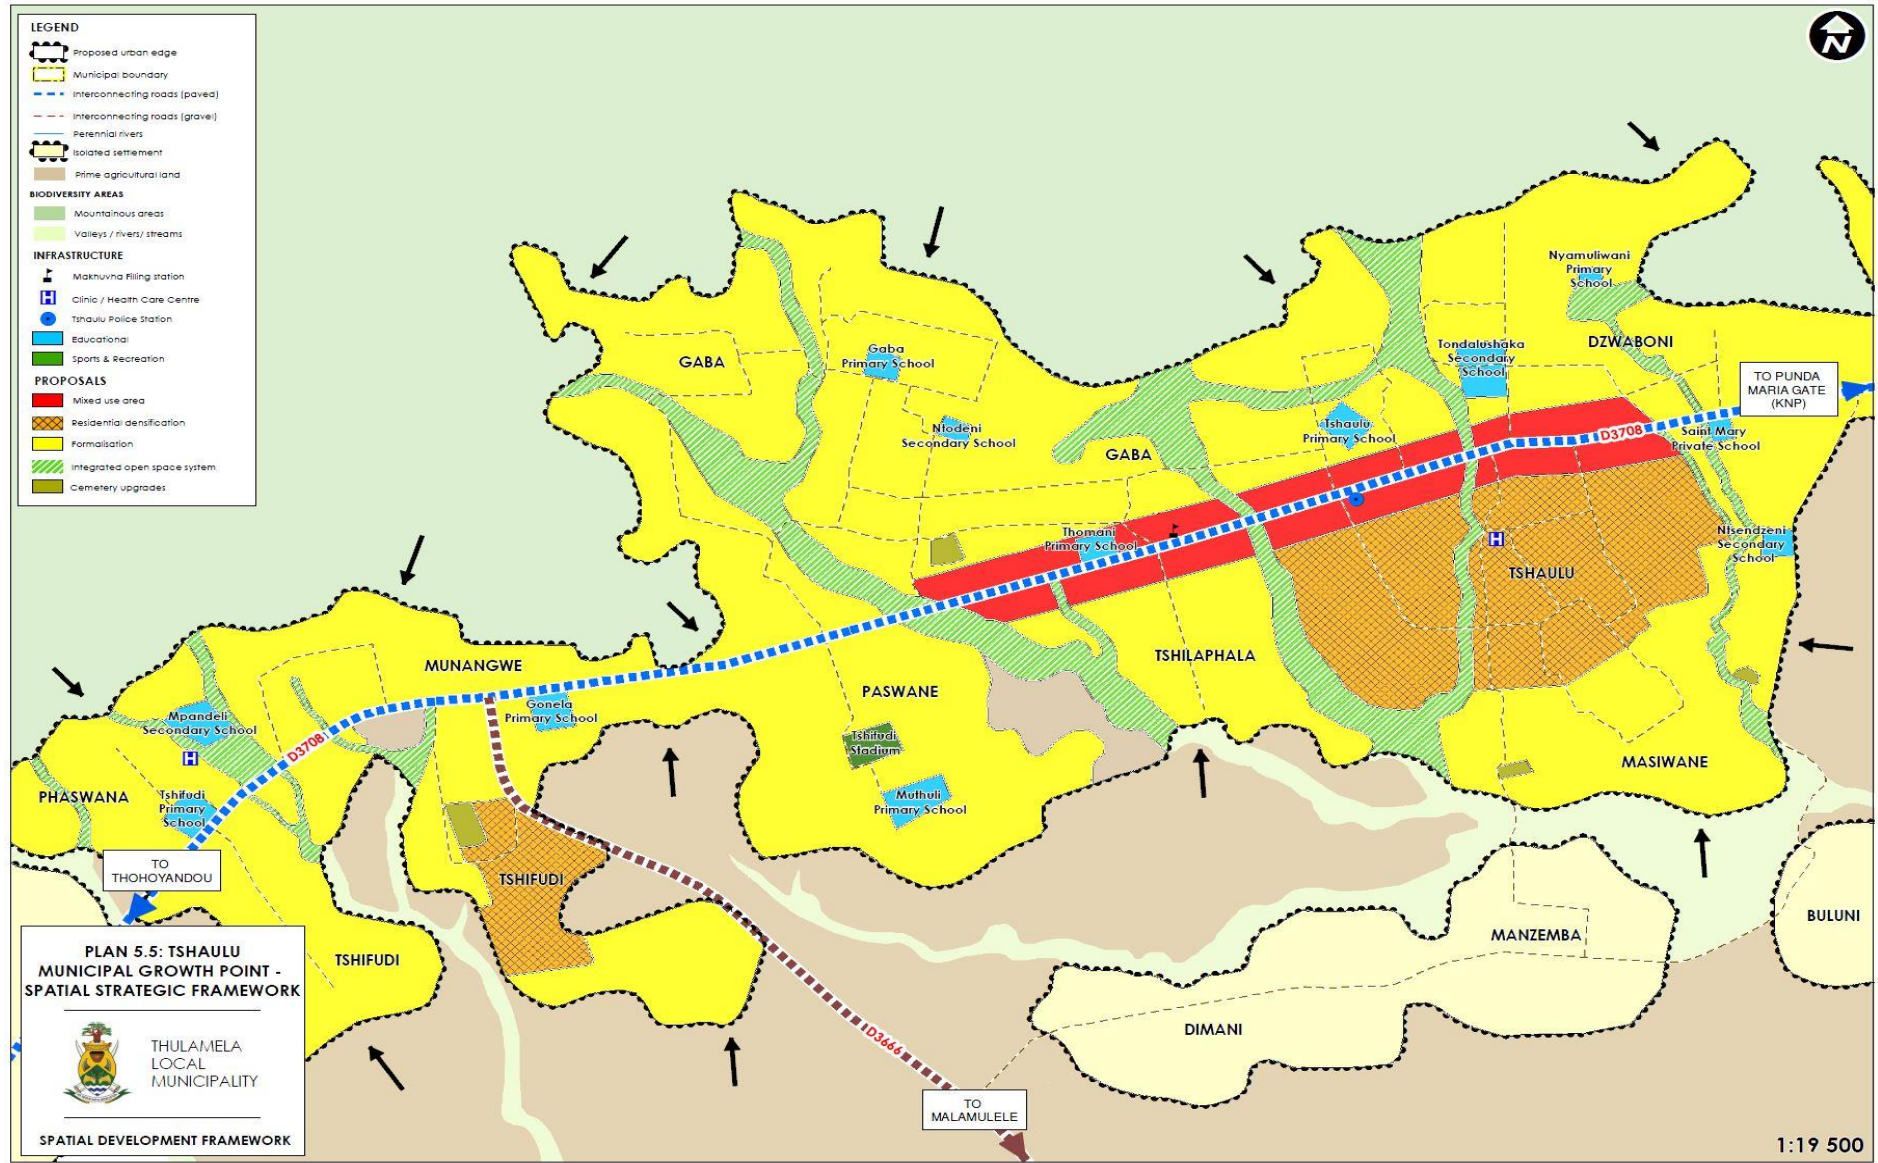 LEGEND
Proposed urban edge
Municipal boundary
Interconnecting roads (paved)
Interconnecting roads (gravel)
Perennial rivers
Isolated settlement
Prime agricultural land
BIODIVERSITY AREAS
Mountainous areas
Valleys / rivers/ streams
INFRASTRUCTURE
Makhuvha Filling station
H Clinic / Health Care Centre
Tshaulu Police Station
Educational
Sports & Recreation
PROPOSALS
Mixed use area
Residential densification
Formalisation
Integrated open space system
Cemetery upgrades
N
Nyamuliwani
Primary
School
DZWABONI
Tondalushaka
Secondary
School
TO PUNDA
MARIA GATE
(KNP)
GABA
Gaba
Primary School
Ntodeni
Secondary School
GABA
Tshaulu
Primary School
D3708
Saint Mary
Private School
Thomani
Primary School
H
Ntsendzeni
Secondary
School
TSHAULU
MUNANGWE
TSHILAPHALA
PASWANE
Gonela
Primary School
Mpandeli
Secondary School
H
D3708
Tshifudi
Stadium
MASIWANE
PHASWANA
Tshifudi
Primary
School
Muthuli
Primary School
TO
THOHOYANDOU
TSHIFUDI
TSHIFUDI
MANZEMBA
BULUNI
DIMANI
D3666
TO
MALAMULELE
PLAN 5.5: TSHAULU
MUNICIPAL GROWTH POINT -
SPATIAL STRATEGIC FRAMEWORK
THULAMELA
LOCAL
MUNICIPALITY
SPATIAL DEVELOPMENT FRAMEWORK
1:19 500